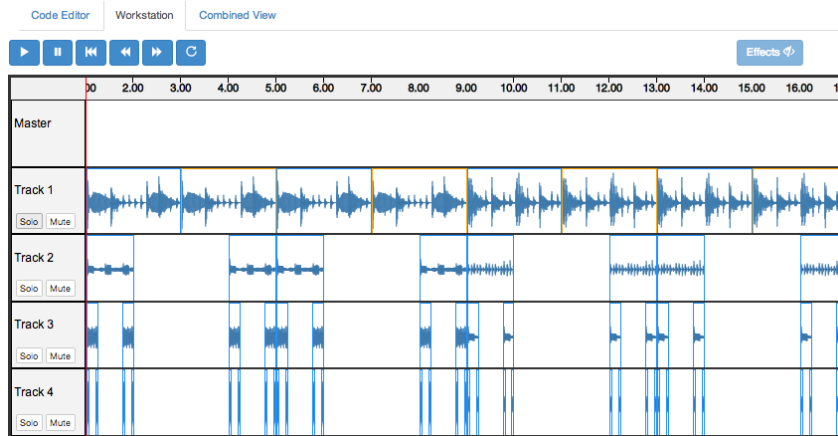 Code Editor Workstation Combined View
Effects
00 2.00 3.00 4.00 5.00 6.00 7.00 8.00 9.00 10.00 11.00 12.00 13.00 14.00 15.00 16.00 1
Master
Track 1
Solo Mute
Track 2
Solo Mute
Track 3
Solo Mute
Track 4
Solo Mute